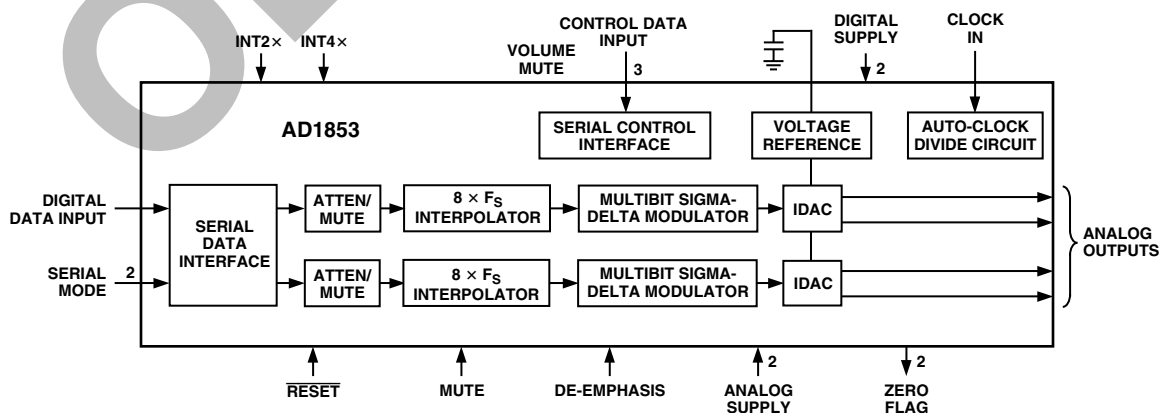 INT2×
INT4×
VOLUME
MUTE
CONTROL DATA
INPUT
3
DIGITAL
SUPPLY
2
CLOCK
IN
AD1853
SERIAL CONTROL
INTERFACE
VOLTAGE
REFERENCE
AUTO-CLOCK
DIVIDE CIRCUIT
DIGITAL
DATA INPUT
SERIAL
MODE
2
SERIAL
DATA
INTERFACE
ATTEN/
MUTE
8 × FS
INTERPOLATOR
MULTIBIT SIGMA-
DELTA MODULATOR
IDAC
ATTEN/
MUTE
8 × FS
INTERPOLATOR
MULTIBIT SIGMA-
DELTA MODULATOR
IDAC
ANALOG
OUTPUTS
RESET
MUTE
DE-EMPHASIS
2
ANALOG
SUPPLY
2
ZERO
FLAG